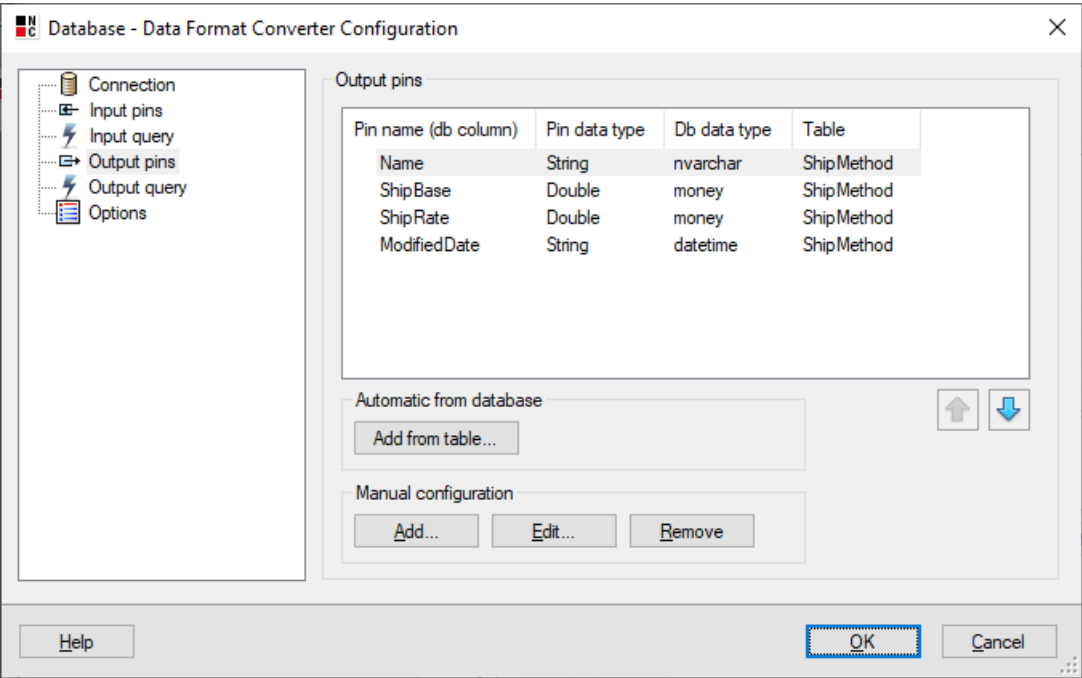 NC Database - Data Format Converter Configuration
Connection
Input pins
Input query
Output pins
Output query
Options
Output pins
Pin name (db column) Pin data type Db data type Table
Name String nvarchar ShipMethod
ShipBase Double money ShipMethod
ShipRate Double money ShipMethod
ModifiedDate String datetime ShipMethod
Automatic from database
Add from table...
Manual configuration
Add... Edit... Remove
Help OK Cancel